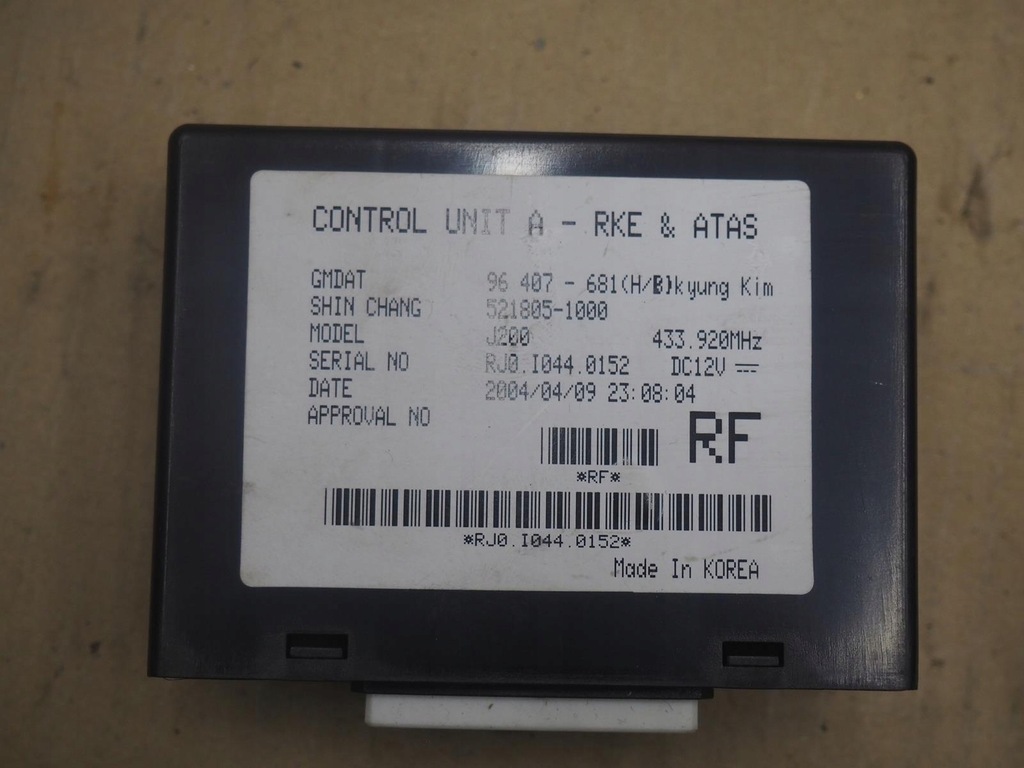 CONTROL UNIT A - RKE & ATAS
GMDAT 96 407 - 681(H/B)kyung Kim
SHIN CHANG 521805-1000
MODEL J200 433.920MHz
SERIAL NO RJ0.I044.0152 DC12V ⎓
DATE 2004/04/09 23:08:04
APPROVAL NO
RF
*RF*
*RJ0.I044.0152*
Made In KOREA